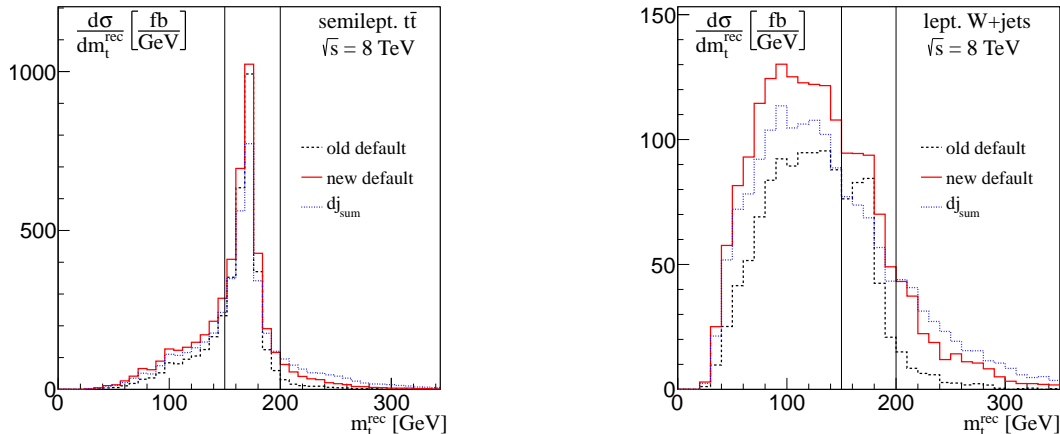 dσ/dm_t^rec [fb/GeV]
semilept. tt̄
√s = 8 TeV
1000
500
0
old default
new default
dj_sum
0 100 200 300
m_t^rec [GeV]
dσ/dm_t^rec [fb/GeV]
lept. W+jets
√s = 8 TeV
150
100
50
0
old default
new default
dj_sum
0 100 200 300
m_t^rec [GeV]